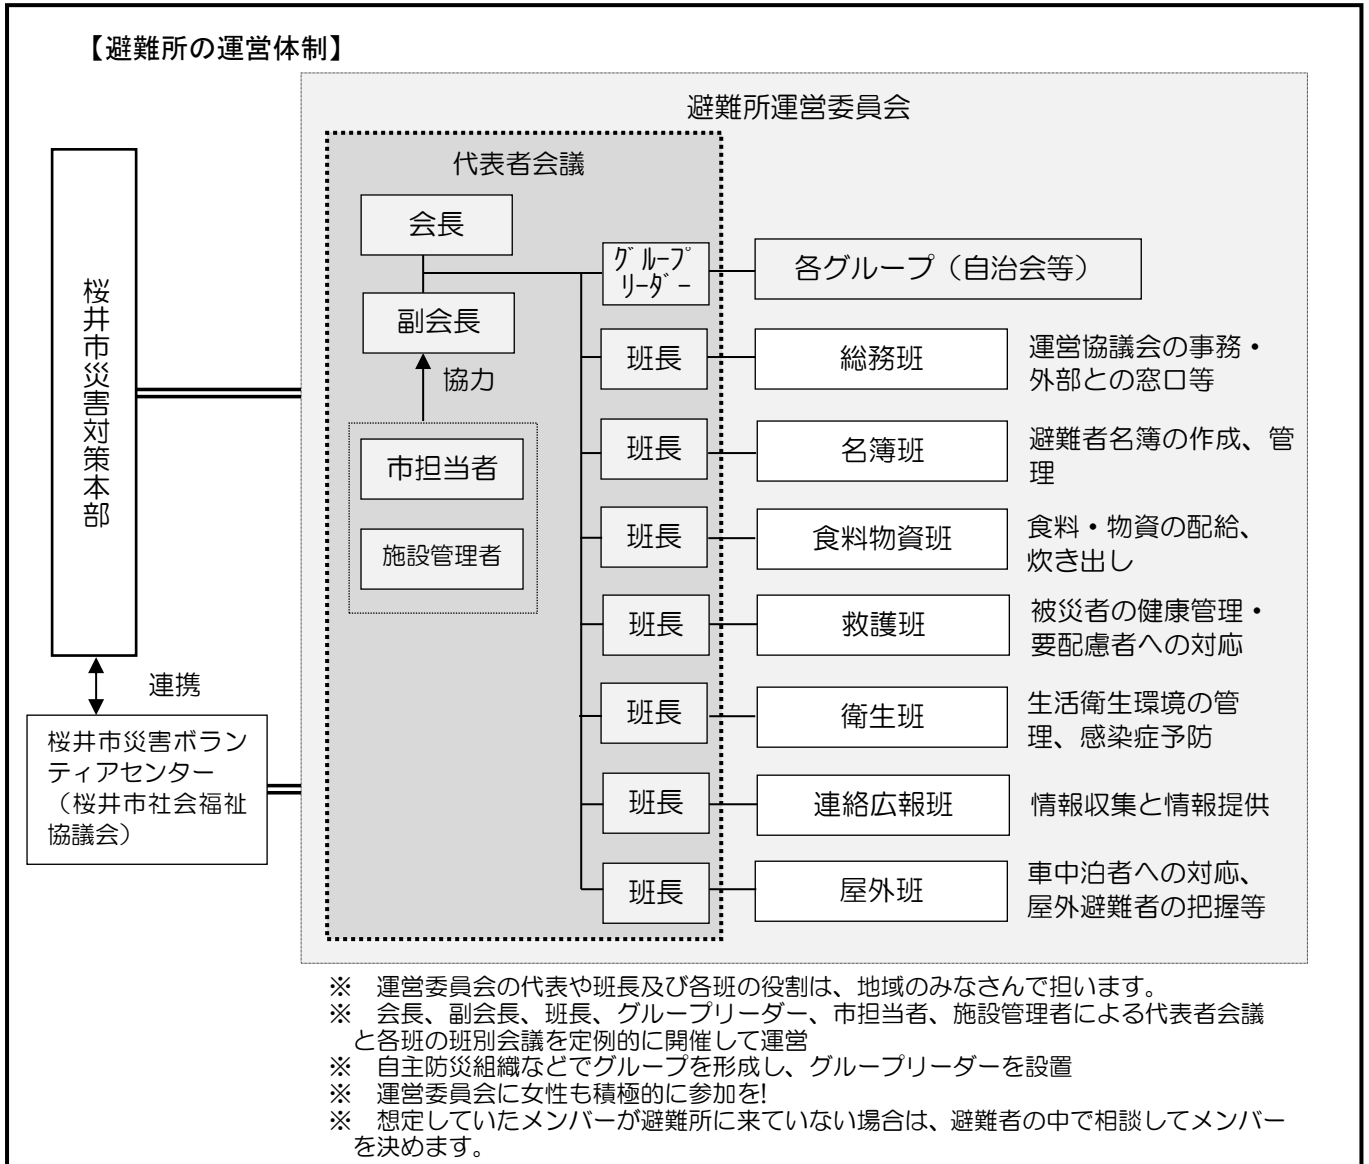 【避難所の運営体制】
避難所運営委員会
代表者会議
会長
副会長
協力
市担当者
施設管理者
グループ
リーダー
各グループ（自治会等）
班長
総務班
運営協議会の事務・
外部との窓口等
班長
名簿班
避難者名簿の作成、管
理
班長
食料物資班
食料・物資の配給、
炊き出し
班長
救護班
被災者の健康管理・
要配慮者への対応
班長
衛生班
生活衛生環境の管
理、感染症予防
班長
連絡広報班
情報収集と情報提供
班長
屋外班
車中泊者への対応、
屋外避難者の把握等
桜井市災害対策本部
連携
桜井市災害ボラン
ティアセンター
（桜井市社会福祉
協議会）
※　運営委員会の代表や班長及び各班の役割は、地域のみなさんで担います。
※　会長、副会長、班長、グループリーダー、市担当者、施設管理者による代表者会議
と各班の班別会議を定例的に開催して運営
※　自主防災組織などでグループを形成し、グループリーダーを設置
※　運営委員会に女性も積極的に参加を!
※　想定していたメンバーが避難所に来ていない場合は、避難者の中で相談してメンバー
を決めます。